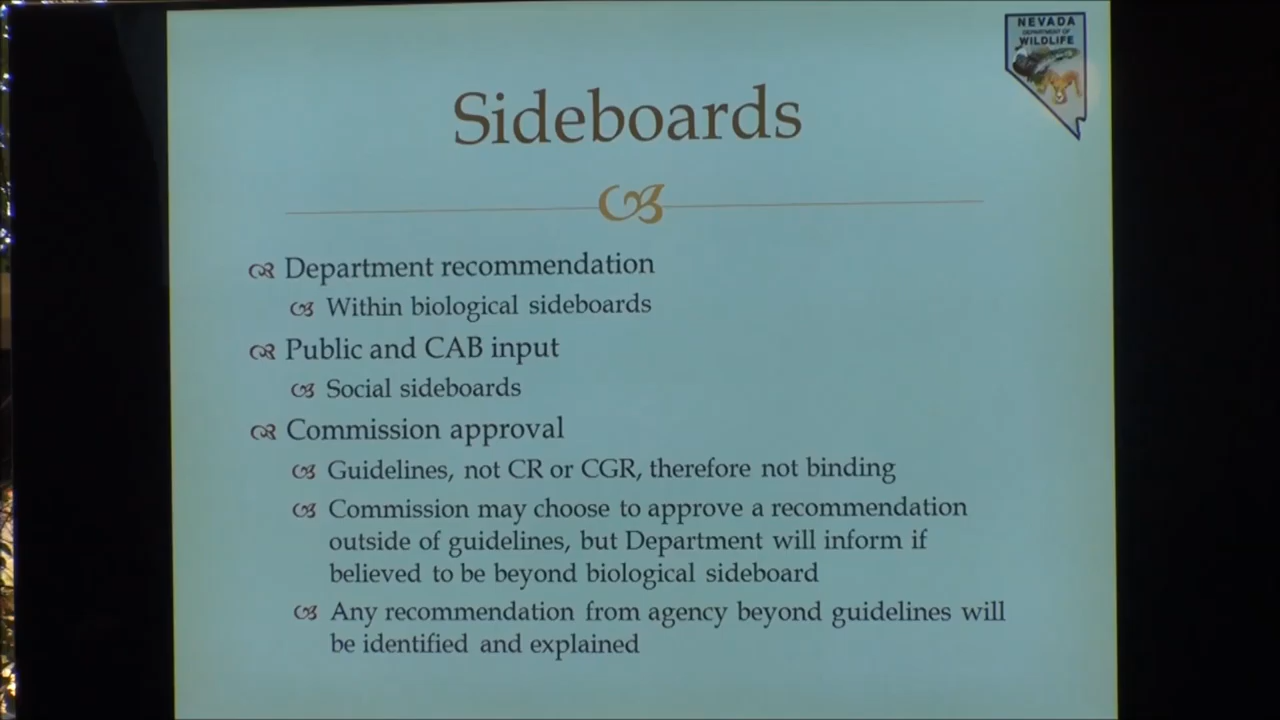 NEVADA
DEPARTMENT OF
WILDLIFE
Sideboards
Department recommendation
Within biological sideboards
Public and CAB input
Social sideboards
Commission approval
Guidelines, not CR or CGR, therefore not binding
Commission may choose to approve a recommendation
outside of guidelines, but Department will inform if
believed to be beyond biological sideboard
Any recommendation from agency beyond guidelines will
be identified and explained